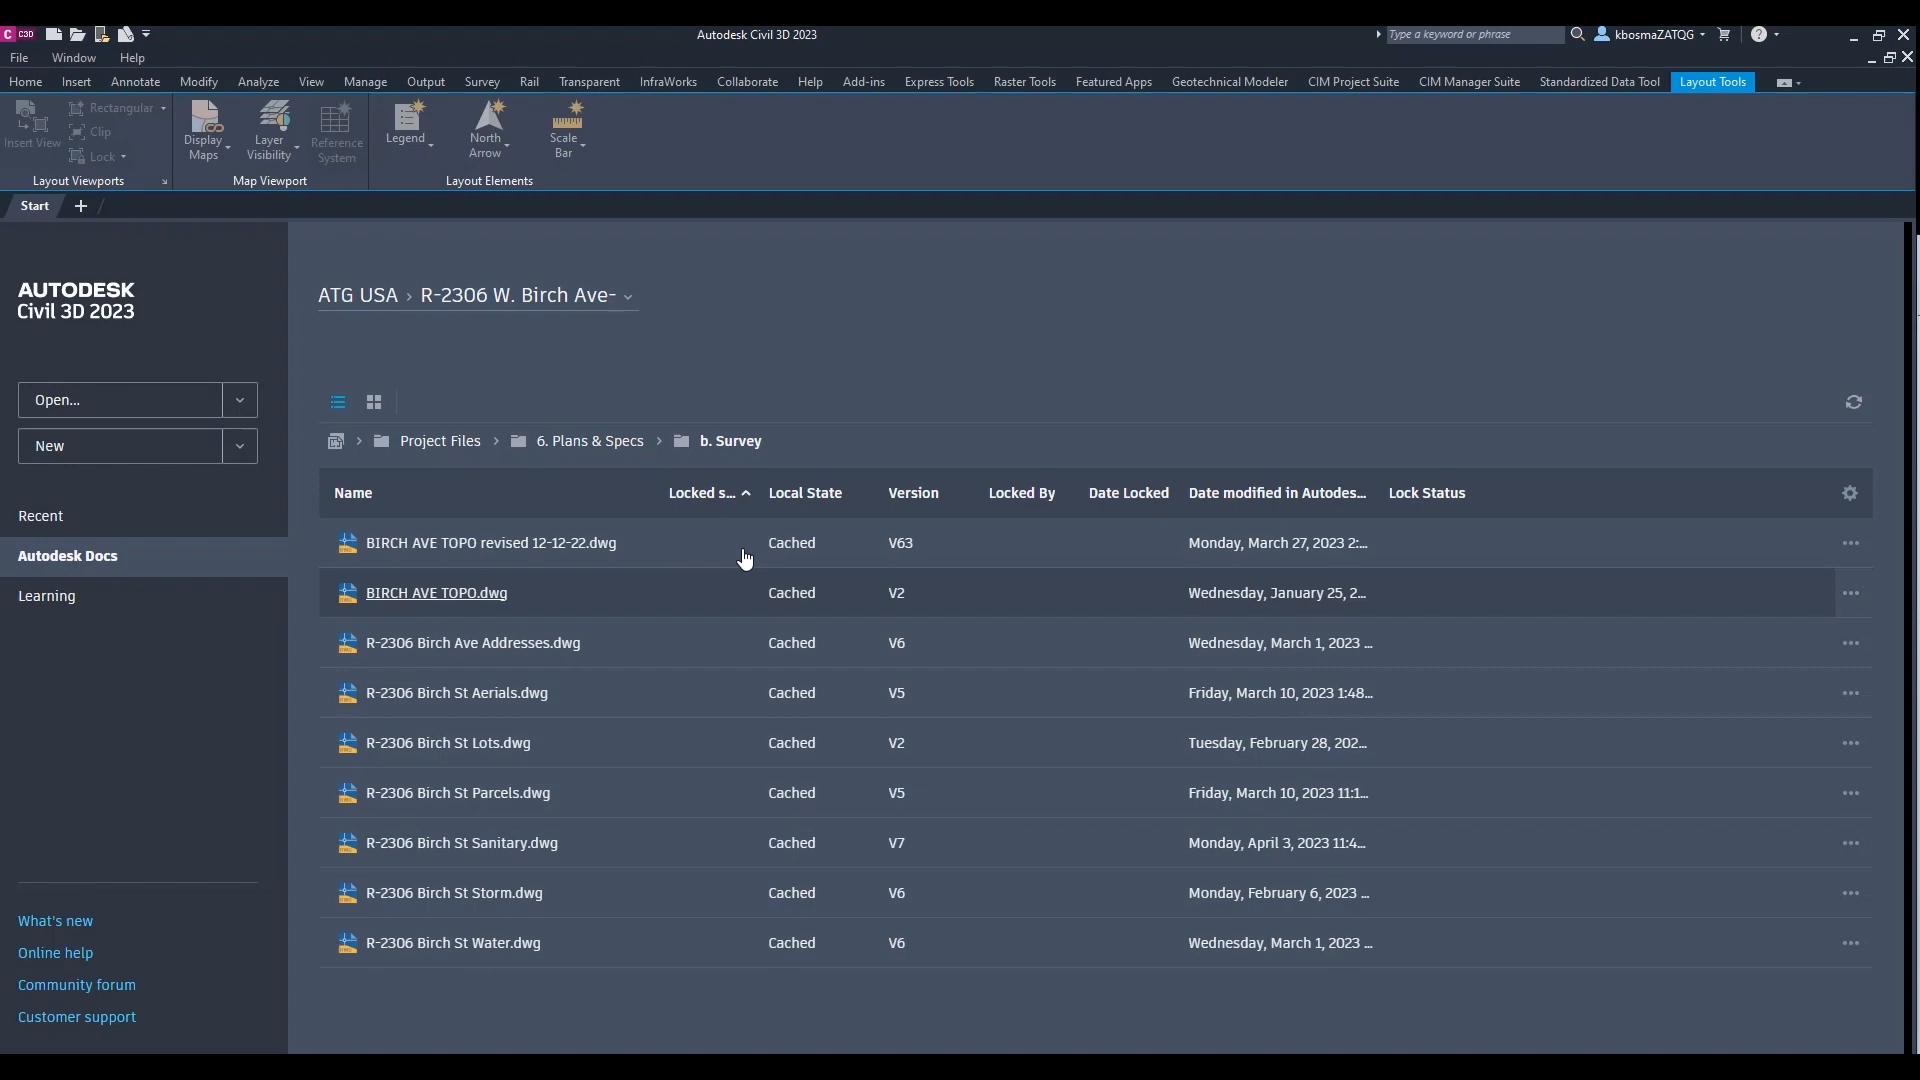 C C3D Autodesk Civil 3D 2023 Type a keyword or phrase kbosmaZATQG ?
File Window Help
Home Insert Annotate Modify Analyze View Manage Output Survey Rail Transparent InfraWorks Collaborate Help Add-ins Express Tools Raster Tools Featured Apps Geotechnical Modeler CIM Project Suite CIM Manager Suite Standardized Data Tool Layout Tools
Insert View
Rectangular
Clip
Lock
Display
Maps
Layer
Visibility
Reference
System
Legend
North
Arrow
Scale
Bar
Layout Viewports Map Viewport Layout Elements
Start +
AUTODESK
Civil 3D 2023
Open...
New
Recent
Autodesk Docs
Learning
What's new
Online help
Community forum
Customer support
ATG USA › R-2306 W. Birch Ave-
Project Files › 6. Plans & Specs › b. Survey
Name Locked s... Local State Version Locked By Date Locked Date modified in Autodes... Lock Status
BIRCH AVE TOPO revised 12-12-22.dwg Cached V63 Monday, March 27, 2023 2:...
BIRCH AVE TOPO.dwg Cached V2 Wednesday, January 25, 2...
R-2306 Birch Ave Addresses.dwg Cached V6 Wednesday, March 1, 2023 ...
R-2306 Birch St Aerials.dwg Cached V5 Friday, March 10, 2023 1:48...
R-2306 Birch St Lots.dwg Cached V2 Tuesday, February 28, 202...
R-2306 Birch St Parcels.dwg Cached V5 Friday, March 10, 2023 11:1...
R-2306 Birch St Sanitary.dwg Cached V7 Monday, April 3, 2023 11:4...
R-2306 Birch St Storm.dwg Cached V6 Monday, February 6, 2023 ...
R-2306 Birch St Water.dwg Cached V6 Wednesday, March 1, 2023 ...